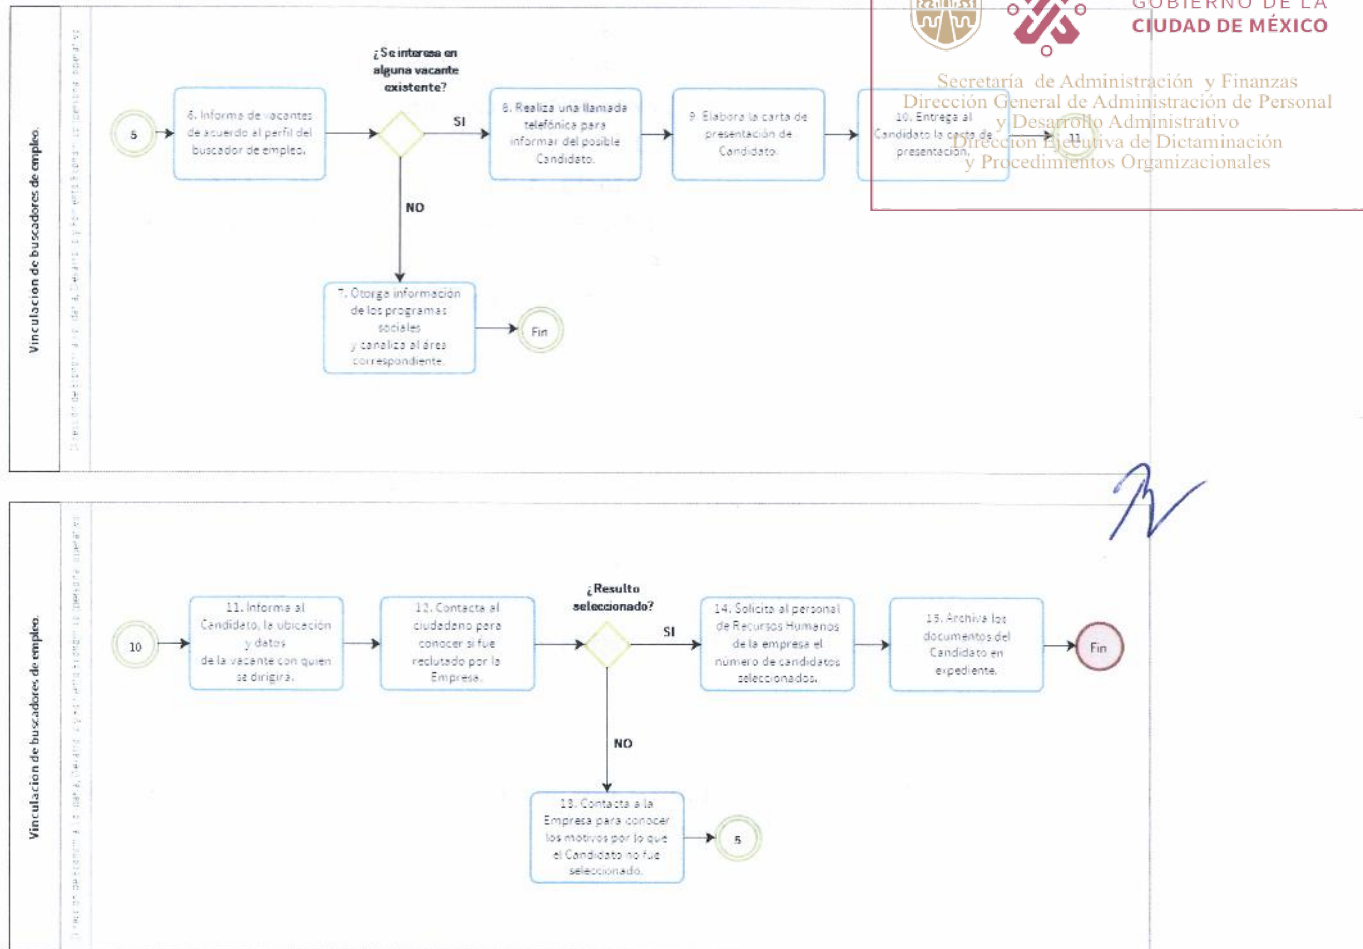 GOBIERNO DE LA
CIUDAD DE MÉXICO
Secretaría de Administración y Finanzas
Dirección General de Administración de Personal
y Desarrollo Administrativo
Dirección Ejecutiva de Dictaminación
y Procedimientos Organizacionales
Vinculacion de buscadores de empleo.
5
6. Informa de vacantes
de acuerdo al perfil del
buscador de empleo.
¿Se interesa en
alguna vacante
existente?
SI
8. Realiza una llamada
telefónica para
informar del posible
Candidato.
9. Elabora la carta de
presentación de
Candidato.
10. Entrega al
Candidato la carta de
presentación.
11
NO
7. Otorga información
de los programas
sociales
y canaliza al área
correspondiente.
Fin
Vinculacion de buscadores de empleo.
10
11. Informa al
Candidato, la ubicación
y datos
de la vacante con quien
se dirigira.
12. Contacta al
ciudadano para
conocer si fue
reclutado por la
Empresa.
¿Resulto
seleccionado?
SI
14. Solicita al personal
de Recursos Humanos
de la empresa el
número de candidatos
seleccionados.
15. Archiva los
documentos del
Candidato en
expediente.
Fin
NO
13. Contacta a la
Empresa para conocer
los motivos por lo que
el Candidato no fue
seleccionado.
5